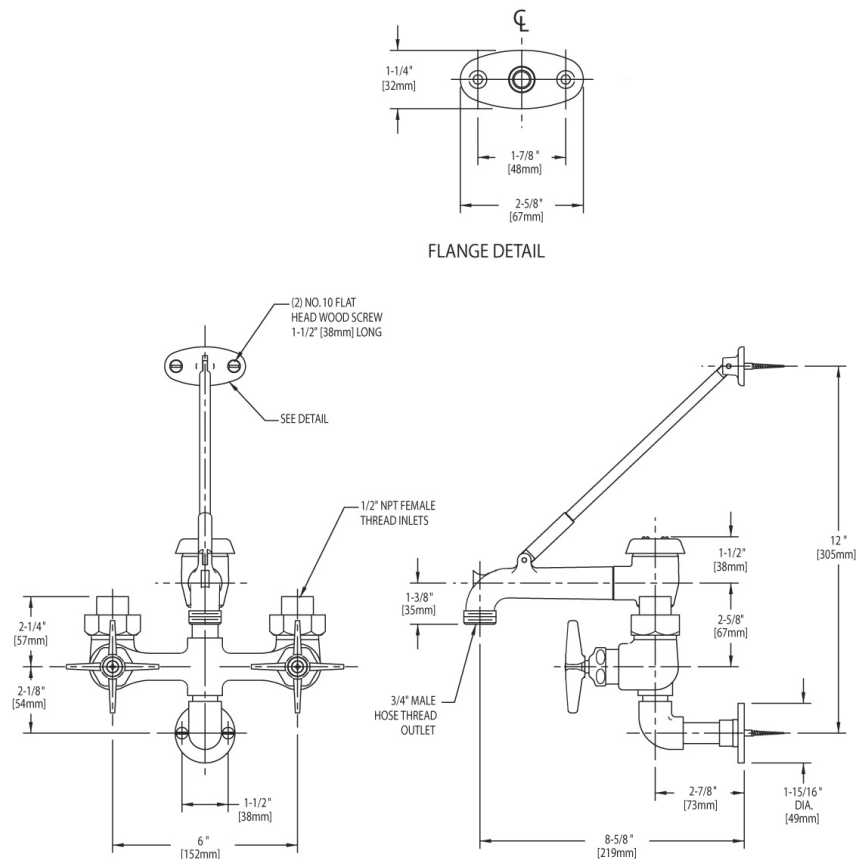 ℄
1-1/4"
[32mm]
1-7/8"
[48mm]
2-5/8"
[67mm]
FLANGE DETAIL
(2) NO. 10 FLAT
HEAD WOOD SCREW
1-1/2" [38mm] LONG
SEE DETAIL
1/2" NPT FEMALE
THREAD INLETS
2-1/4"
[57mm]
2-1/8"
[54mm]
1-1/2"
[38mm]
6"
[152mm]
12"
[305mm]
1-1/2"
[38mm]
1-3/8"
[35mm]
2-5/8"
[67mm]
3/4" MALE
HOSE THREAD
OUTLET
2-7/8"
[73mm]
1-15/16"
DIA.
[49mm]
8-5/8"
[219mm]